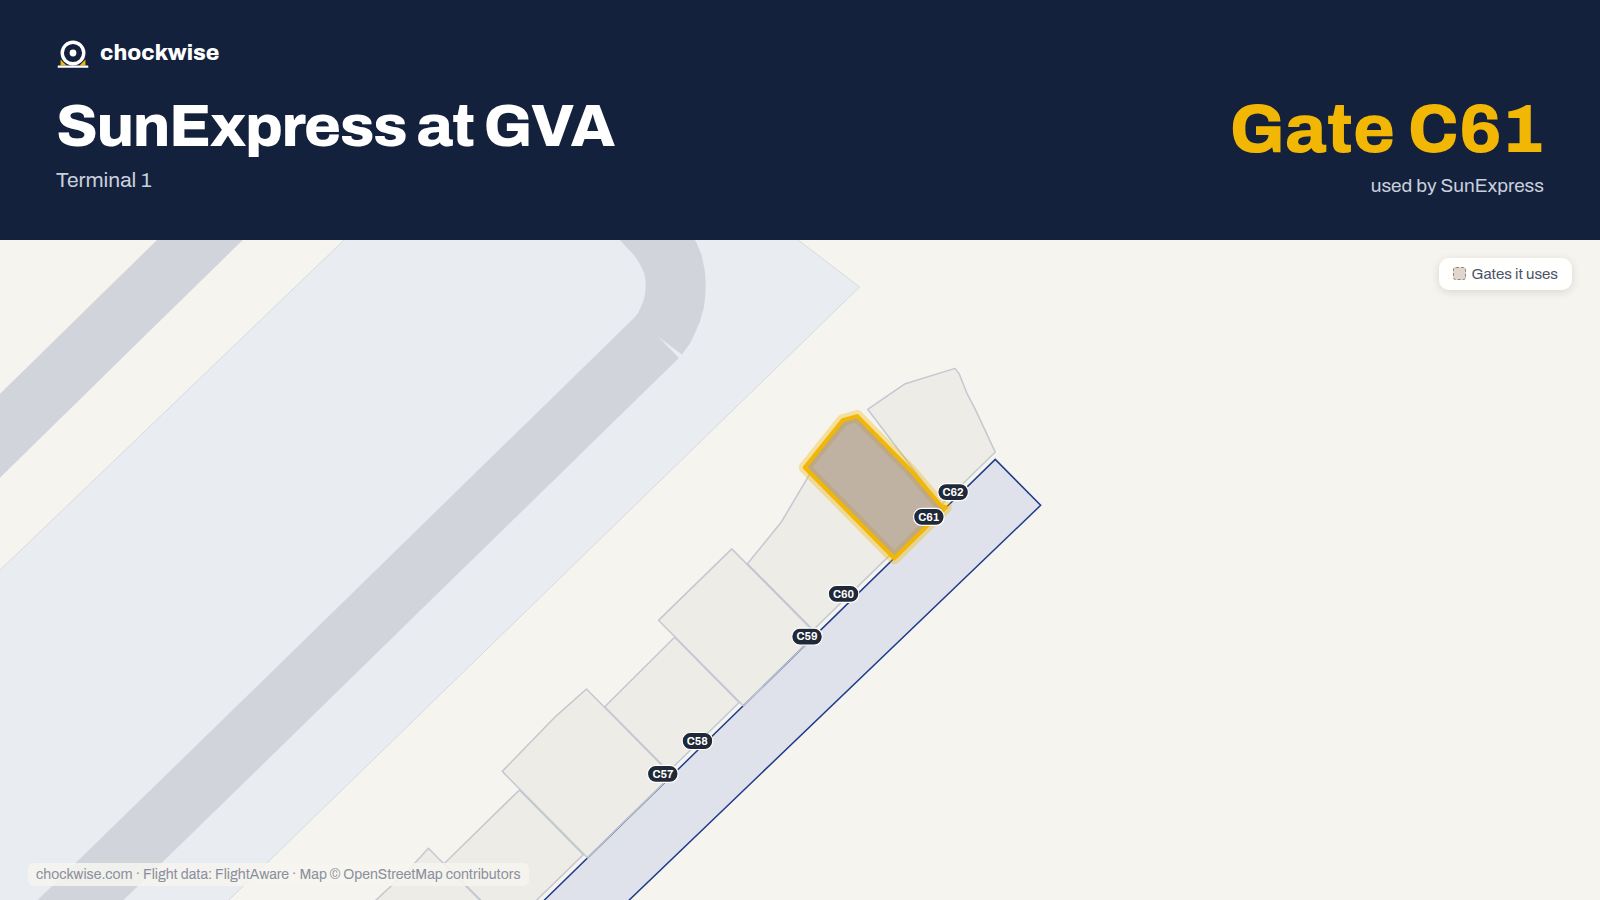 chockwise
SunExpress at GVA
Terminal 1
Gate C61
used by SunExpress
Gates it uses
C62
C61
C60
C59
C58
C57
chockwise.com · Flight data: FlightAware · Map © OpenStreetMap contributors